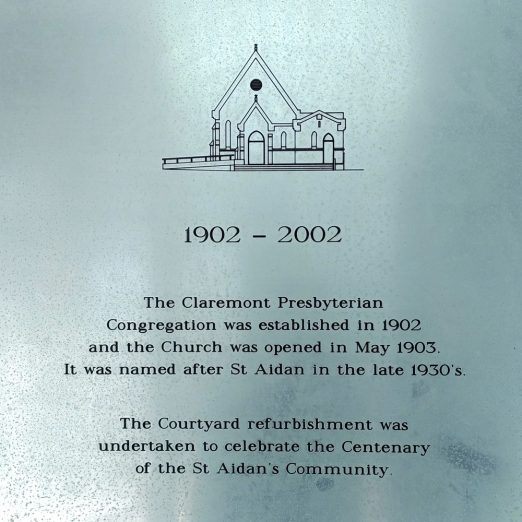 1902 – 2002
The Claremont Presbyterian
Congregation was established in 1902
and the Church was opened in May 1903.
It was named after St Aidan in the late 1930's.
The Courtyard refurbishment was
undertaken to celebrate the Centenary
of the St Aidan's Community.